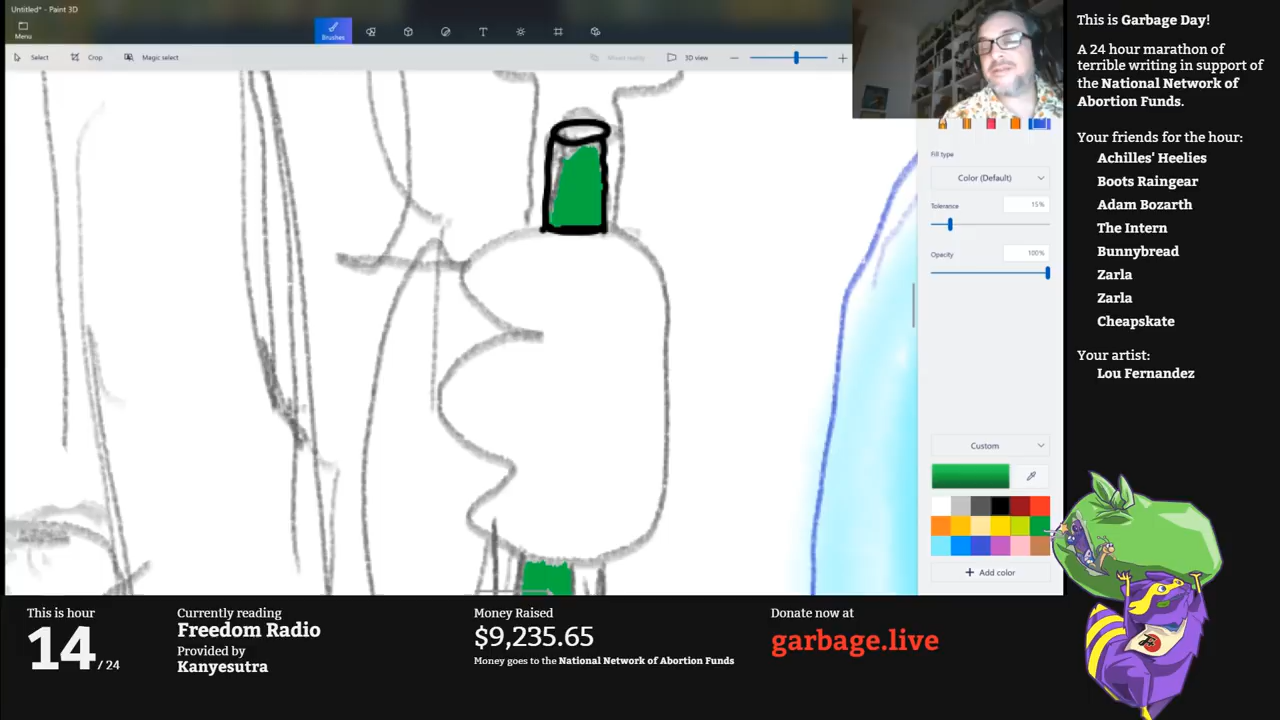 Untitled* - Paint 3D
Menu
Brushes
Select
Crop
Magic select
Mixed reality
3D view
Fill type
Color (Default)
Tolerance
15%
Opacity
100%
Custom
+ Add color
This is Garbage Day!
A 24 hour marathon of
terrible writing in support of
the National Network of
Abortion Funds.
Your friends for the hour:
Achilles' Heelies
Boots Raingear
Adam Bozarth
The Intern
Bunnybread
Zarla
Zarla
Cheapskate
Your artist:
Lou Fernandez
This is hour
14 / 24
Currently reading
Freedom Radio
Provided by
Kanyesutra
Money Raised
$9,235.65
Money goes to the National Network of Abortion Funds
Donate now at
garbage.live